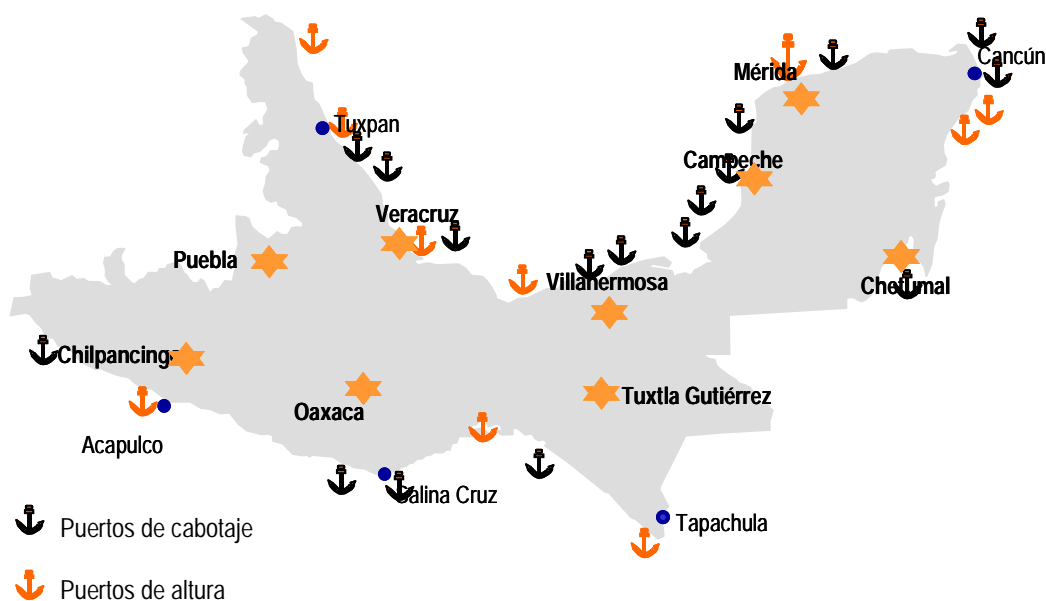 Cancún
Mérida
Tuxpan
Campeche
Veracruz
Puebla
Villahermosa
Chetumal
Chilpancingo
Tuxtla Gutiérrez
Oaxaca
Acapulco
Salina Cruz
Tapachula
Puertos de cabotaje
Puertos de altura